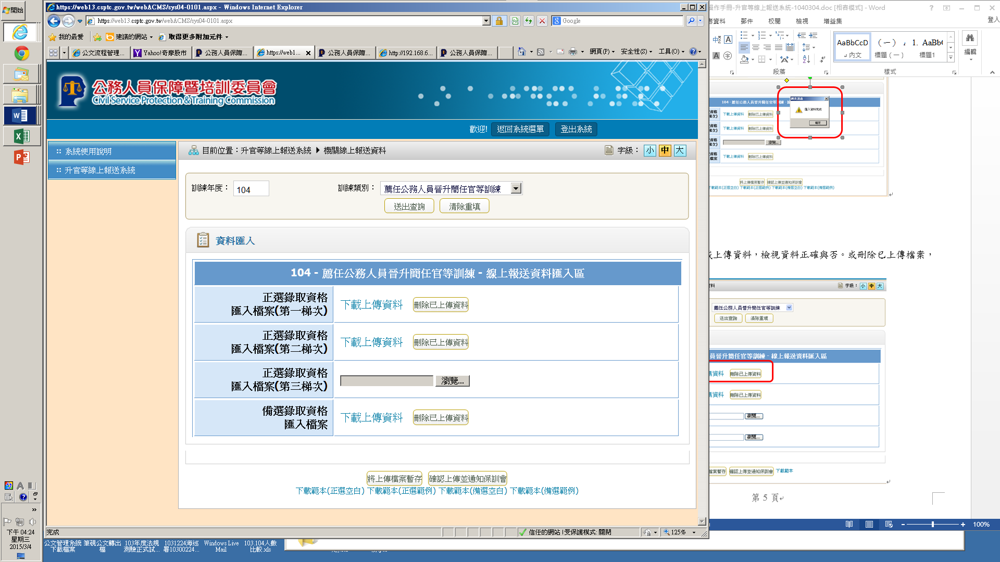 開始
https://web13.csptc.gov.tw/webACMS/sys04-0101.aspx - Windows Internet Explorer
https://web13.csptc.gov.tw/webACMS/sys04-0101.aspx
Google
我的最愛
建議的網站
取得更多附加元件
公文流程管理...
Yahoo!奇摩股市
公務人員保障...
https://web1...
公務人員保障...
http://192.168.6...
公務人員保障...
網頁(P)
安全性(S)
工具(O)
公務人員保障暨培訓委員會
Civil Service Protection & Training Commission
歡迎!
返回系統選單
登出系統
系統使用說明
升官等線上報送系統
目前位置：升官等線上報送系統
機關線上報送資料
字級：
小
中
大
訓練年度：
104
訓練類別：
薦任公務人員晉升簡任官等訓練
送出查詢
清除重填
資料匯入
104 - 薦任公務人員晉升簡任官等訓練 - 線上報送資料匯入區
正選錄取資格
匯入檔案(第一梯次)
下載上傳資料
刪除已上傳資料
正選錄取資格
匯入檔案(第二梯次)
下載上傳資料
刪除已上傳資料
正選錄取資格
匯入檔案(第三梯次)
瀏覽...
備選錄取資格
匯入檔案
下載上傳資料
刪除已上傳資料
將上傳檔案暫存
確認上傳並通知保訓會
下載範本(正選空白) 下載範本(正選範例) 下載範本(備選空白) 下載範本(備選範例)
完成
信任的網站 | 受保護模式: 關閉
125%
操作手冊-升官等線上報送系統-1040304.doc [相容模式] - Word
登入
郵件
校閱
檢視
增益集
AaBbCcD
內文
(一)
標題 (一)
1. AaBb(
標題1
段落
樣式
編輯
下載上傳資料
刪除已上傳資料
下載上傳資料
刪除已上傳資料
瀏覽...
下載上傳資料
刪除已上傳資料
網頁訊息
匯入資料完成
確定
將上傳檔案暫存
確認上傳並通知保訓會
下載範本(正選空白) 下載範本(正選範例) 下載範本(備選空白) 下載範本(備選範例)
上傳資料，檢視資料正確與否。或刪除已上傳檔案，
字級：
小
中
大
薦任公務人員晉升簡任官等訓練
送出查詢
清除重填
員晉升簡任官等訓練 - 線上報送資料匯入區
刪除已上傳資料
刪除已上傳資料
瀏覽...
瀏覽...
檔案暫存
確認上傳並通知保訓會
下載範本
第 5 頁
100%
下午 04:24
星期三
2015/3/4
公文管理系統
下載檔案
筆硯公文轉出
檔
103年度法規
測驗正式試...
1031224海巡
署10300224...
Windows Live
Mail
103.104人數
比較.xls